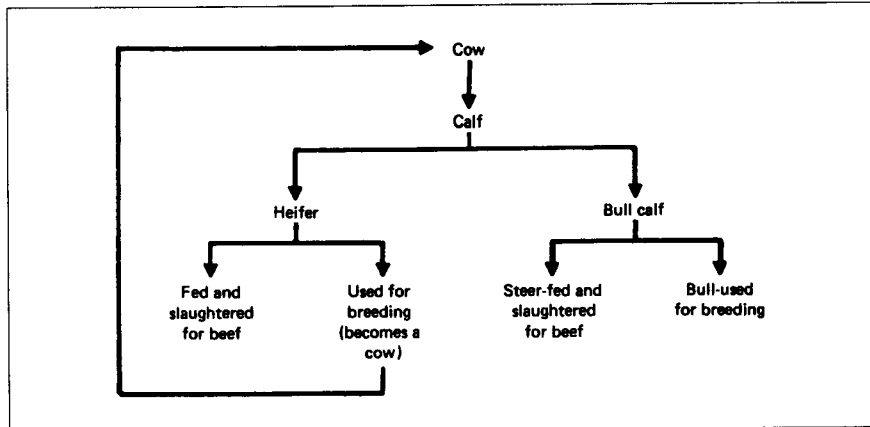 Cow
Calf
Heifer
Bull calf
Fed and
slaughtered
for beef
Used for
breeding
(becomes a
cow)
Steer-fed and
slaughtered
for beef
Bull-used
for breeding